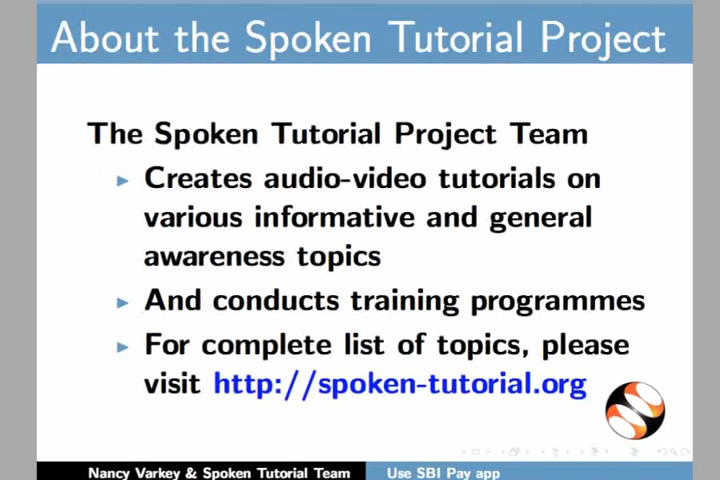 About the Spoken Tutorial Project
The Spoken Tutorial Project Team
Creates audio-video tutorials on
various informative and general
awareness topics
And conducts training programmes
For complete list of topics, please
visit http://spoken-tutorial.org
Nancy Varkey & Spoken Tutorial Team Use SBI Pay app